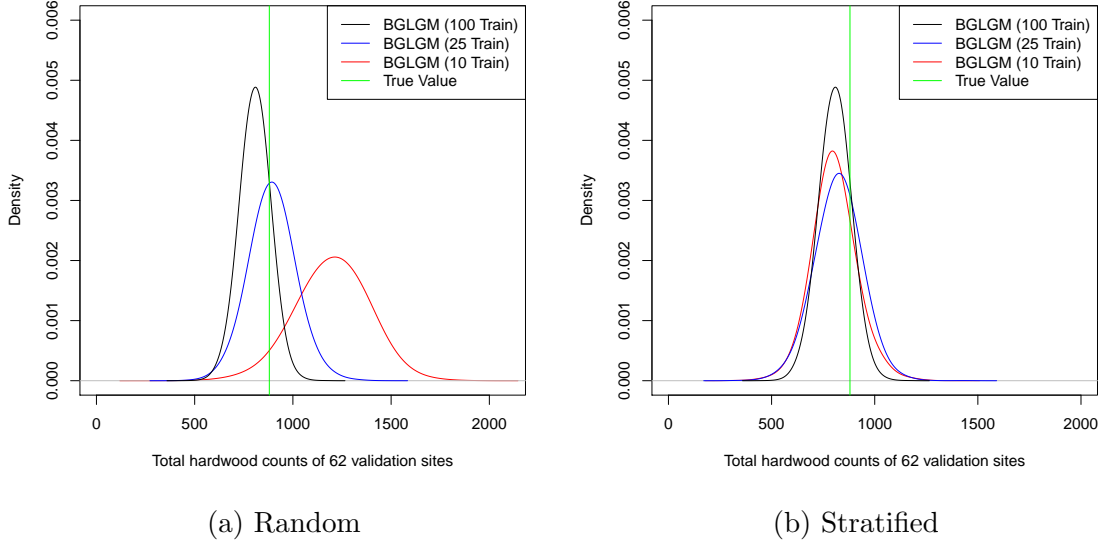 BGLGM (100 Train)
BGLGM (25 Train)
BGLGM (10 Train)
True Value
0.000 0.001 0.002 0.003 0.004 0.005 0.006
Density
0 500 1000 1500 2000
Total hardwood counts of 62 validation sites
(a) Random
BGLGM (100 Train)
BGLGM (25 Train)
BGLGM (10 Train)
True Value
0.000 0.001 0.002 0.003 0.004 0.005 0.006
Density
0 500 1000 1500 2000
Total hardwood counts of 62 validation sites
(b) Stratified